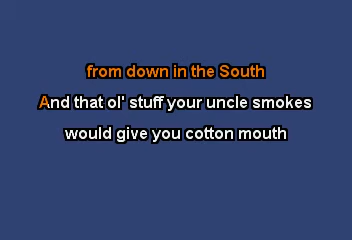 from down in the South
And that ol' stuff your uncle smokes
would give you cotton mouth